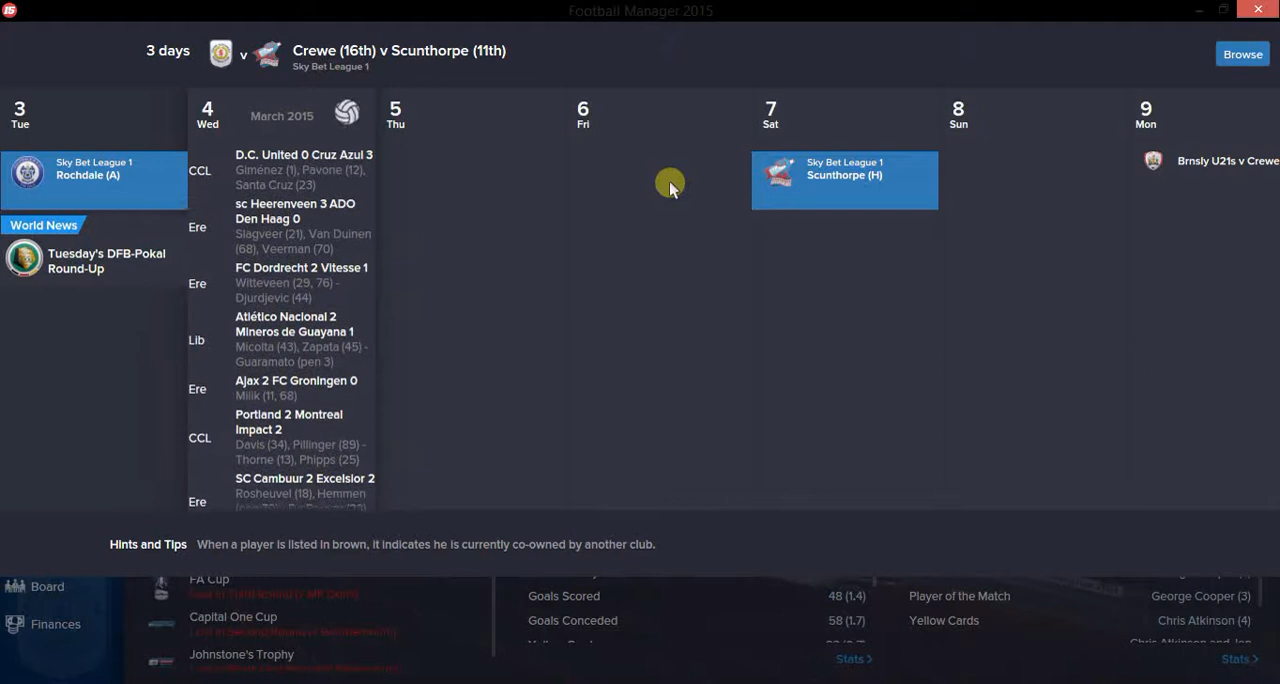 15
Football Manager 2015
3 days
v
Crewe (16th) v Scunthorpe (11th)
Sky Bet League 1
Browse
3
Tue
Sky Bet League 1
Rochdale (A)
World News
Tuesday's DFB-Pokal
Round-Up
4
Wed
March 2015
CCL
D.C. United 0 Cruz Azul 3
Giménez (1), Pavone (12),
Santa Cruz (23)
Ere
sc Heerenveen 3 ADO
Den Haag 0
Slagveer (21), Van Duinen
(68), Veerman (70)
Ere
FC Dordrecht 2 Vitesse 1
Witteveen (29, 76) -
Djurdjevic (44)
Lib
Atlético Nacional 2
Mineros de Guayana 1
Micolta (43), Zapata (45) -
Guaramato (pen 3)
Ere
Ajax 2 FC Groningen 0
Milik (11, 68)
CCL
Portland 2 Montreal
Impact 2
Davis (34), Pillinger (89) -
Thorne (13), Phipps (25)
Ere
SC Cambuur 2 Excelsior 2
Rosheuvel (18), Hemmen
5
Thu
6
Fri
7
Sat
Sky Bet League 1
Scunthorpe (H)
8
Sun
9
Mon
Brnsly U21s v Crewe
Hints and Tips
When a player is listed in brown, it indicates he is currently co-owned by another club.
Board
Finances
FA Cup
Capital One Cup
Johnstone's Trophy
Goals Scored
48 (1.4)
Goals Conceded
58 (1.7)
Stats >
Player of the Match
George Cooper (3)
Yellow Cards
Chris Atkinson (4)
Stats >